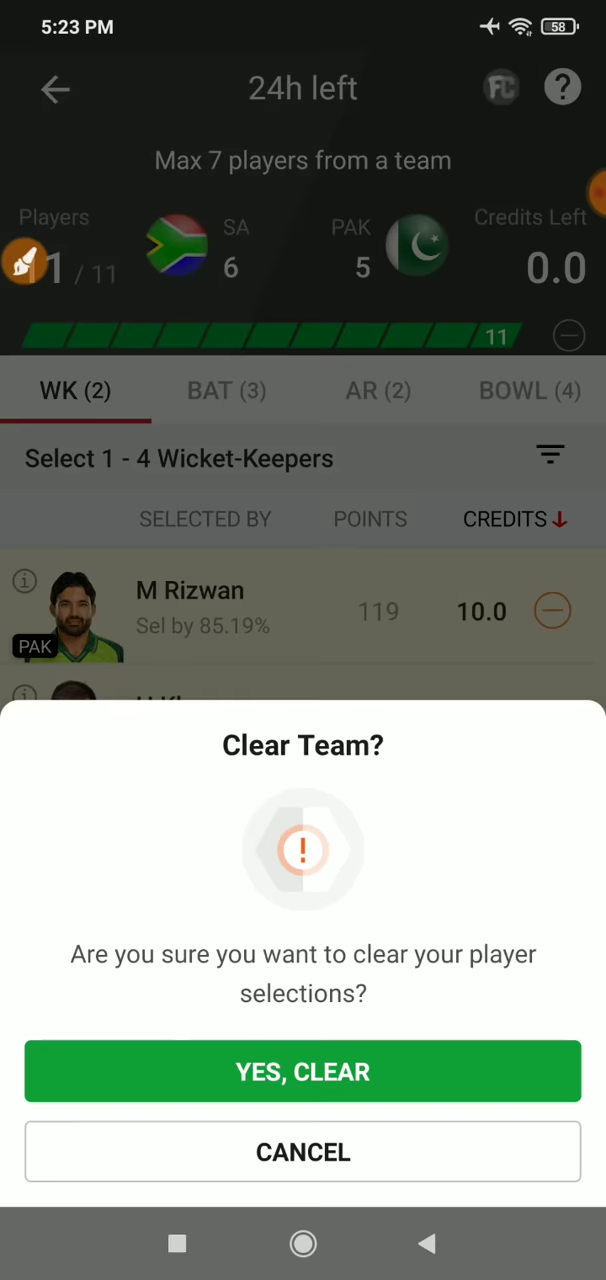 5:23 PM
58
24h left
FC
?
Max 7 players from a team
Players
SA
PAK
Credits Left
/ 11
6
5
0.0
11
WK (2)
BAT (3)
AR (2)
BOWL (4)
Select 1 - 4 Wicket-Keepers
SELECTED BY
POINTS
CREDITS
M Rizwan
Sel by 85.19%
119
10.0
PAK
Clear Team?
Are you sure you want to clear your player
selections?
YES, CLEAR
CANCEL